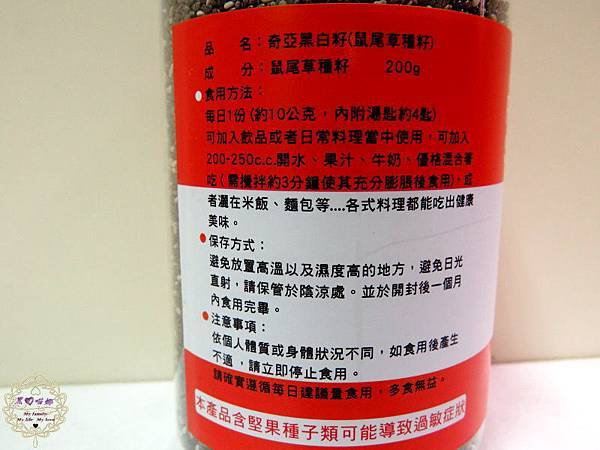 品 名：奇亞黑白籽(鼠尾草種籽)
成 分：鼠尾草種籽 200g
食用方法：
每日1份(約10公克，內附湯匙約4匙)
可加入飲品或者日常料理當中使用，可加入
200-250c.c.開水、果汁、牛奶、優格混合著
吃(需攪拌約3分鐘使其充分膨脹後食用)，或
者灑在米飯、麵包等....各式料理都能吃出健康
美味。
保存方式：
避免放置高溫以及濕度高的地方，避免日光
直射，請保管於陰涼處。並於開封後一個月
內食用完畢。
注意事項：
依個人體質或身體狀況不同，如食用後產生
不適，請立即停止食用。
請確實遵循每日建議量食用，多食無益。
本產品含堅果種子類可能導致過敏症狀
My Family
My Life My Love